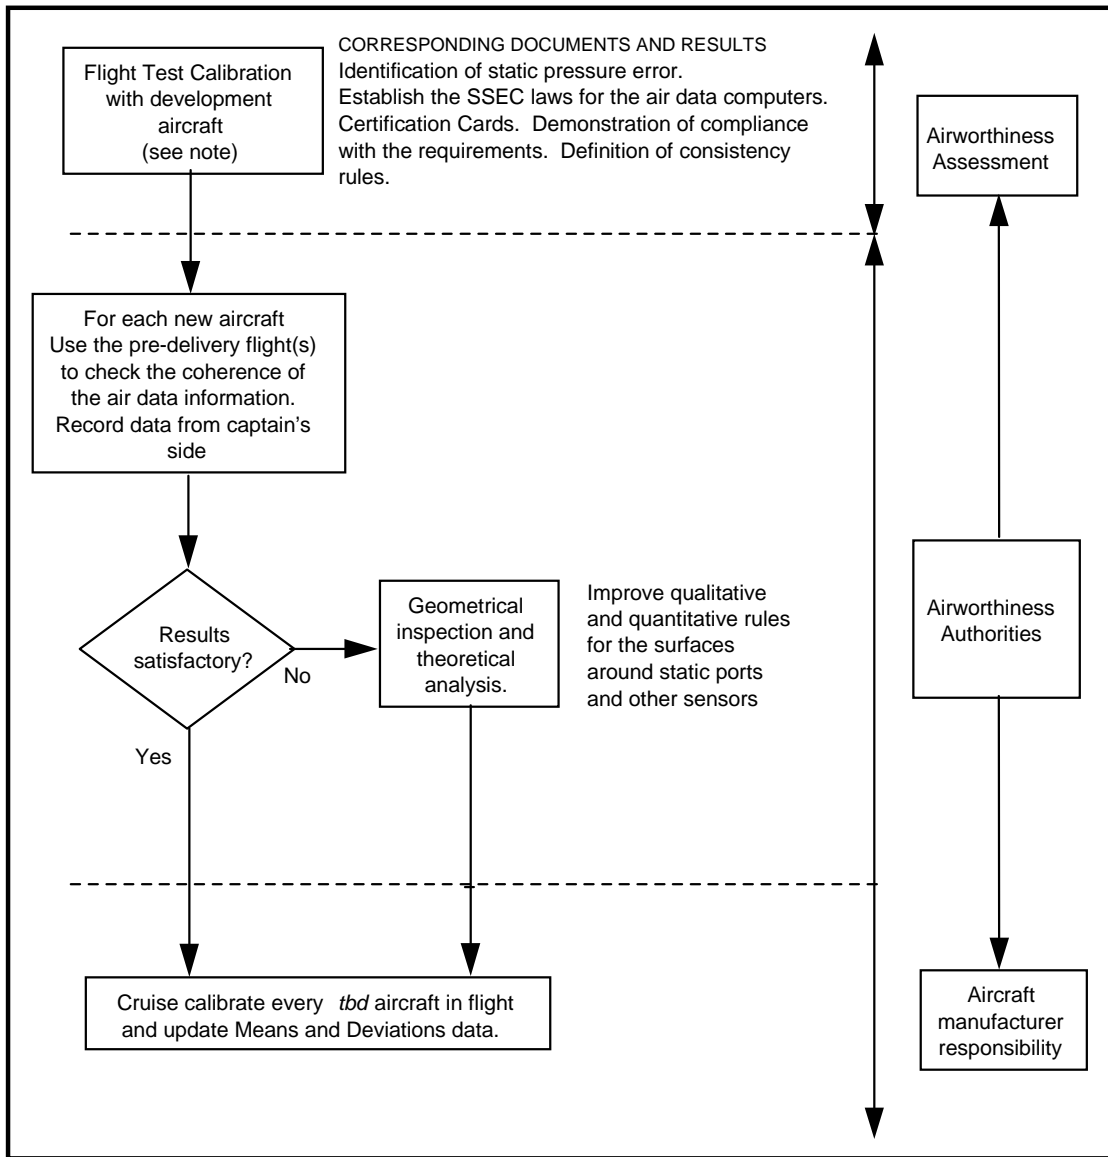 Flight Test Calibration
with development
aircraft
(see note)
CORRESPONDING DOCUMENTS AND RESULTS
Identification of static pressure error.
Establish the SSEC laws for the air data computers.
Certification Cards.  Demonstration of compliance
with the requirements.  Definition of consistency
rules.
Airworthiness
Assessment
For each new aircraft
Use the pre-delivery flight(s)
to check the coherence of
the air data information.
Record data from captain's
side
Results
satisfactory?
No
Yes
Geometrical
inspection and
theoretical
analysis.
Improve qualitative
and quantitative rules
for the surfaces
around static ports
and other sensors
Airworthiness
Authorities
Cruise calibrate every tbd aircraft in flight
and update Means and Deviations data.
Aircraft
manufacturer
responsibility